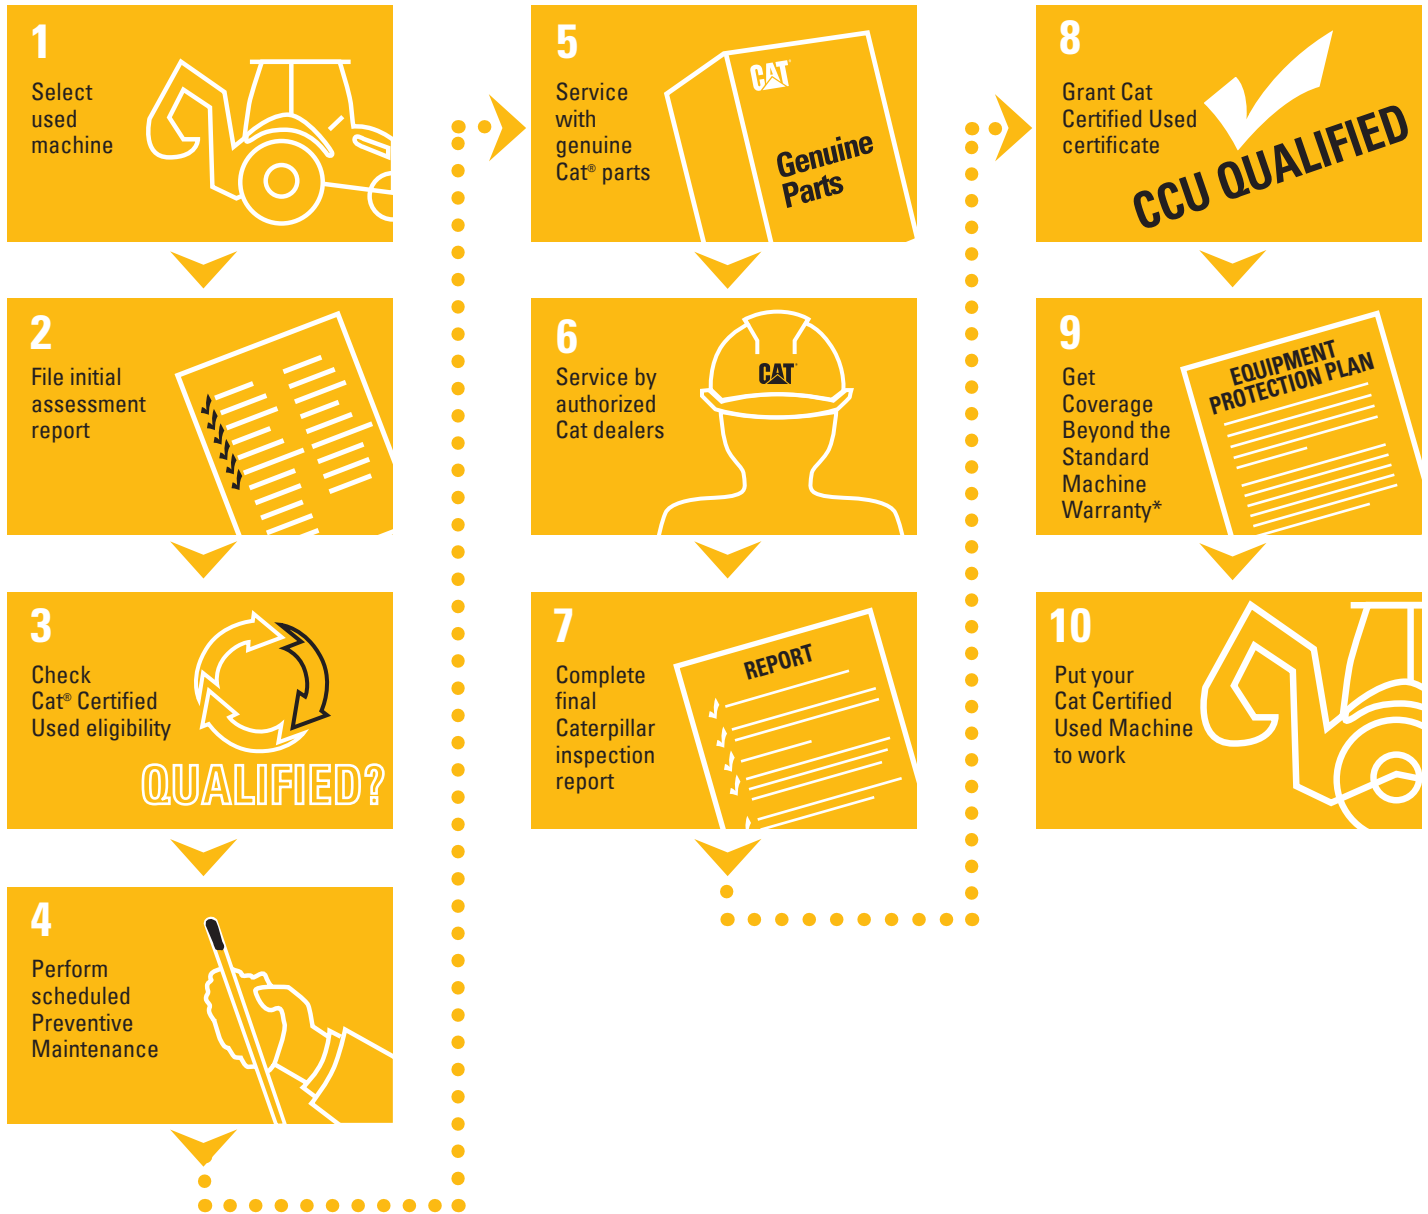 1
Select
used
machine
2
File initial
assessment
report
3
Check
Cat® Certified
Used eligibility
QUALIFIED?
4
Perform
scheduled
Preventive
Maintenance
5
Service
with
genuine
Cat® parts
CAT
Genuine
Parts
6
Service by
authorized
Cat dealers
CAT
7
Complete
final
Caterpillar
inspection
report
REPORT
8
Grant Cat
Certified Used
certificate
CCU QUALIFIED
9
Get
Coverage
Beyond the
Standard
Machine
Warranty*
EQUIPMENT
PROTECTION PLAN
10
Put your
Cat Certified
Used Machine
to work